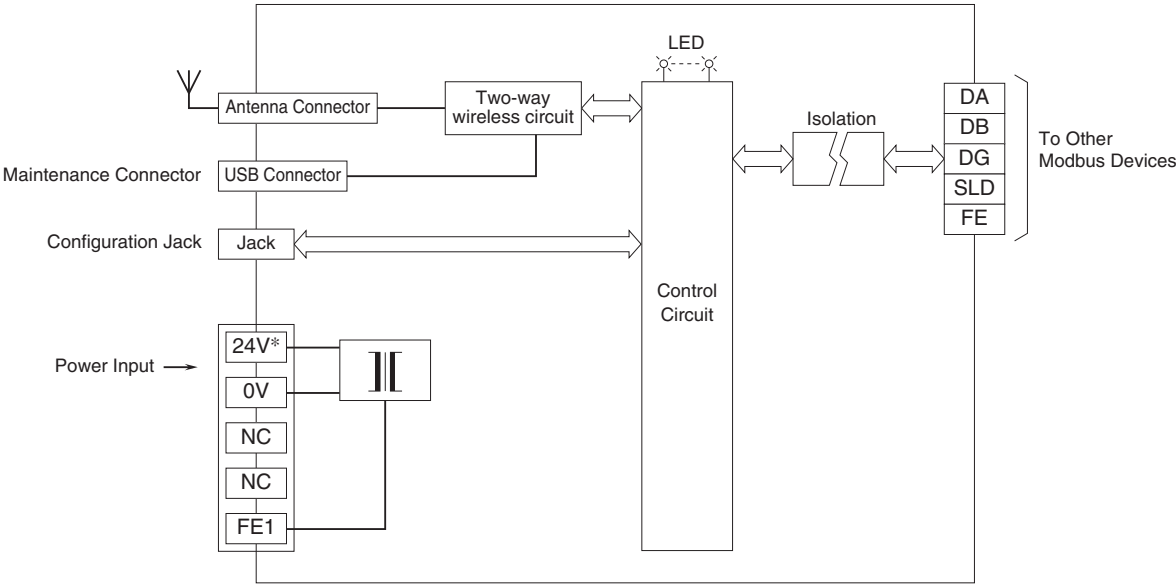 LED
Antenna Connector
Two-way
wireless circuit
Isolation
DA
DB
DG
SLD
FE
To Other
Modbus Devices
Maintenance Connector
USB Connector
Configuration Jack
Jack
Control
Circuit
Power Input
24V*
0V
NC
NC
FE1